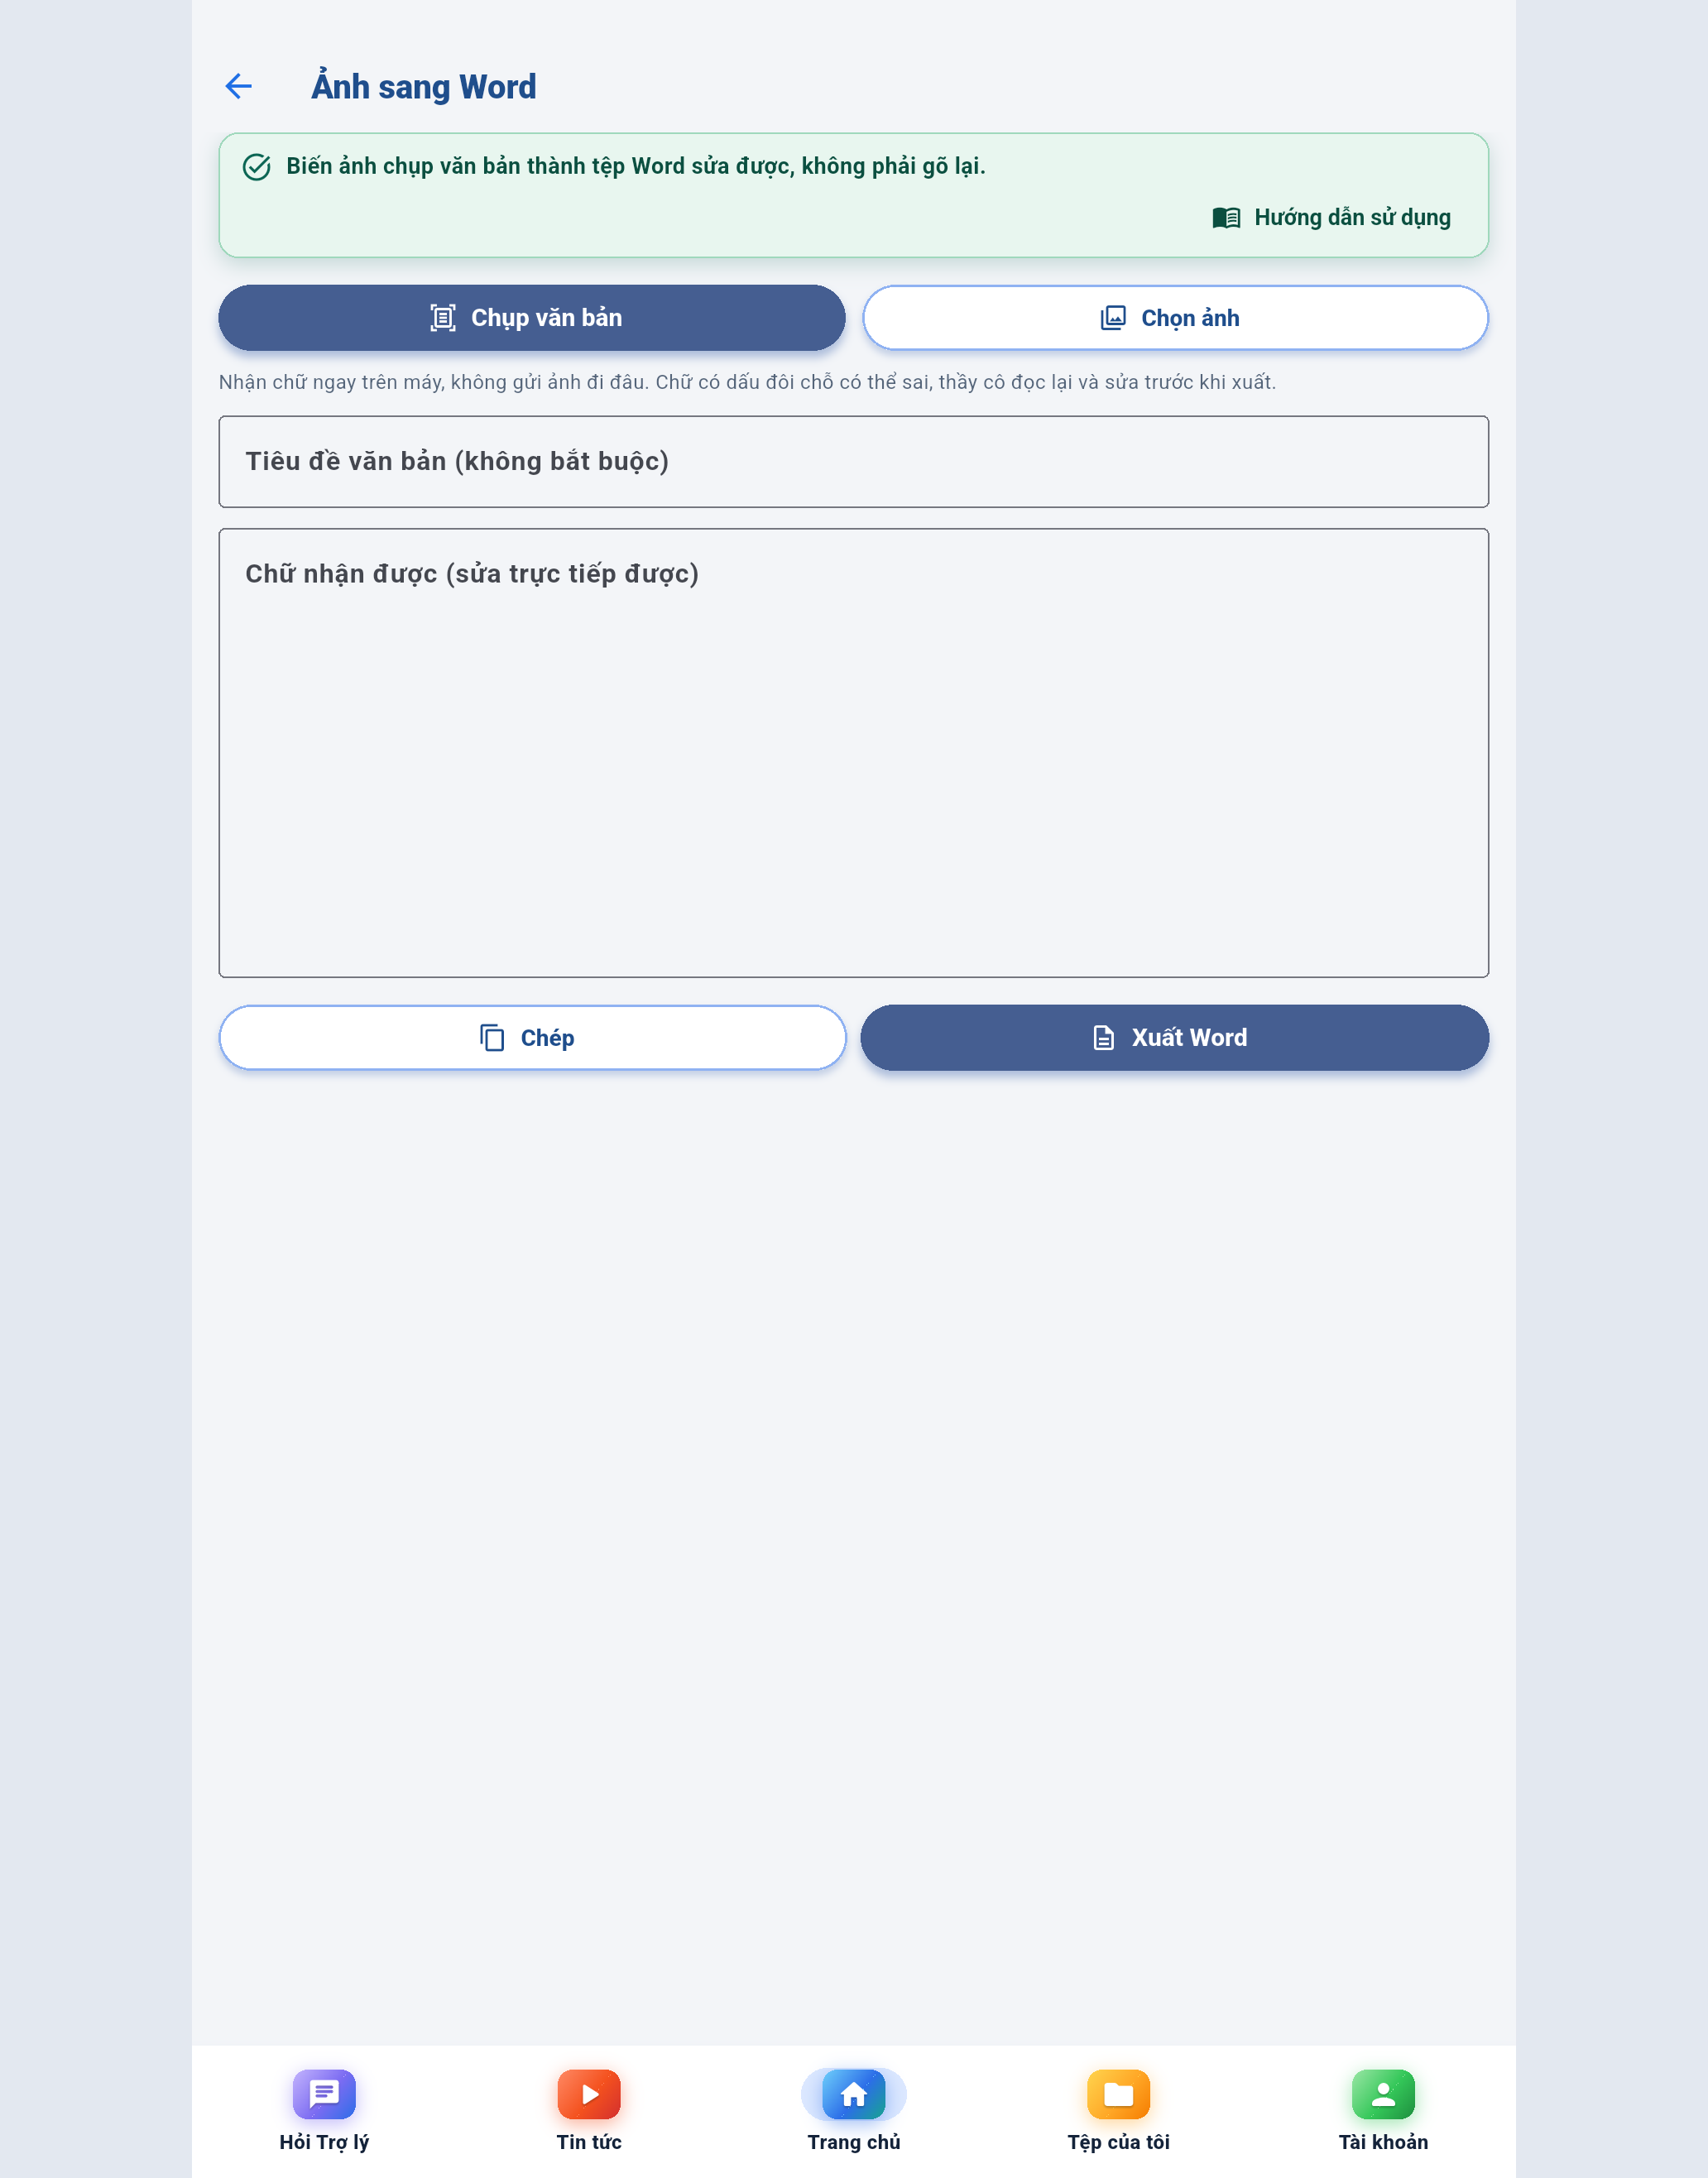 Ảnh sang Word
Biến ảnh chụp văn bản thành tệp Word sửa được, không phải gõ lại.
Hướng dẫn sử dụng
Chụp văn bản
Chọn ảnh
Nhận chữ ngay trên máy, không gửi ảnh đi đâu. Chữ có dấu đôi chỗ có thể sai, thầy cô đọc lại và sửa trước khi xuất.
Tiêu đề văn bản (không bắt buộc)
Chữ nhận được (sửa trực tiếp được)
Chép
Xuất Word
Hỏi Trợ lý
Tin tức
Trang chủ
Tệp của tôi
Tài khoản